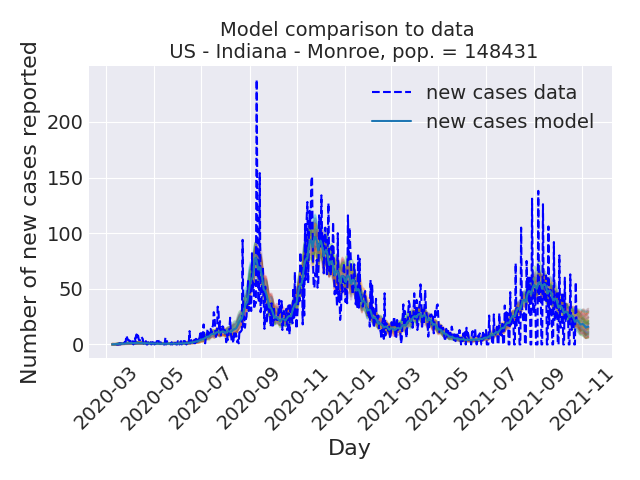 Model comparison to data
US - Indiana - Monroe, pop. = 148431
new cases data
new cases model
Number of new cases reported
200
150
100
50
0
2020-03
2020-05
2020-07
2020-09
2020-11
2021-01
2021-03
2021-05
2021-07
2021-09
2021-11
Day